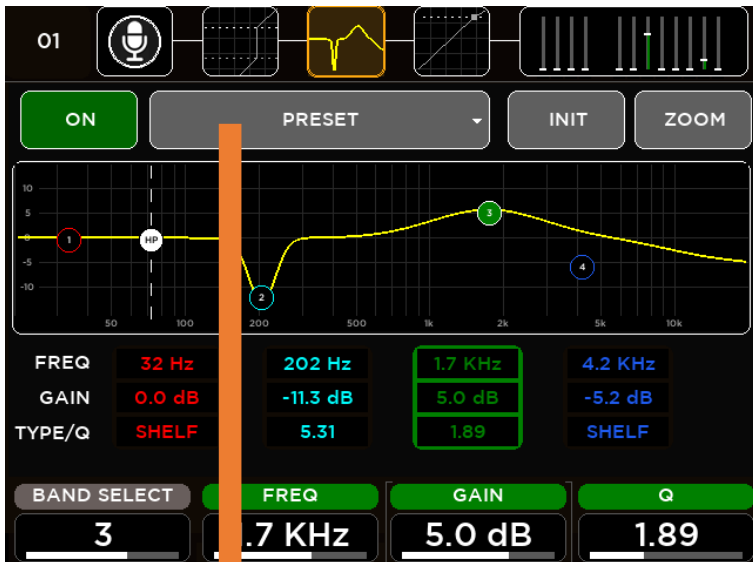 01
ON PRESET INIT ZOOM
10
5
0
-5
-10
1 HP 2 3 4
50 100 200 500 1k 2k 5k 10k
FREQ 32 Hz 202 Hz 1.7 KHz 4.2 KHz
GAIN 0.0 dB -11.3 dB 5.0 dB -5.2 dB
TYPE/Q SHELF 5.31 1.89 SHELF
BAND SELECT FREQ GAIN Q
3 .7 KHz 5.0 dB 1.89